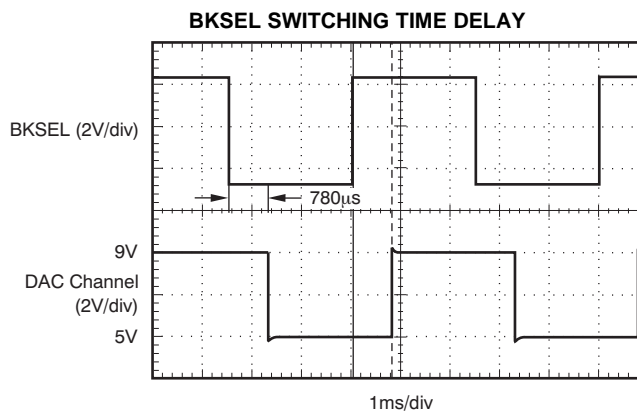 BKSEL SWITCHING TIME DELAY
BKSEL (2V/div)
780µs
9V
DAC Channel
(2V/div)
5V
1ms/div